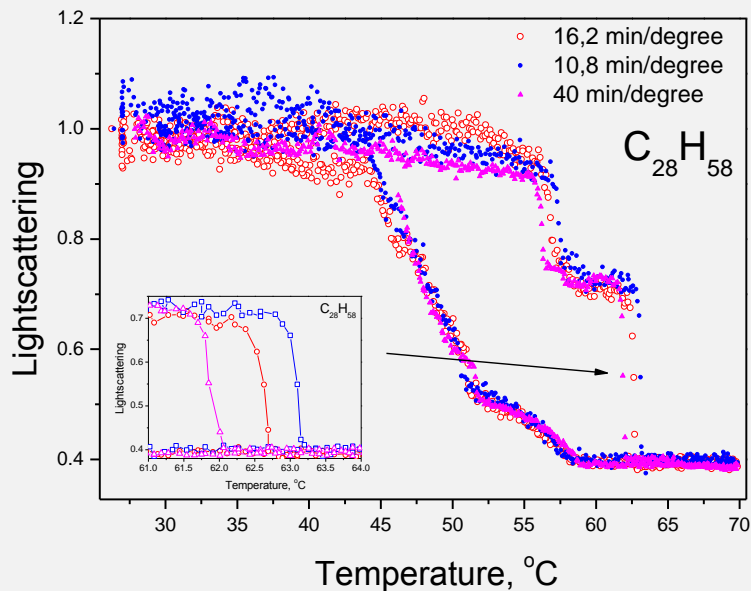 1.2
1.0
0.8
0.6
0.4
Lightscattering
16,2 min/degree
10,8 min/degree
40 min/degree
C28H58
C28H58
0.7
0.6
0.5
0.4
Lightscattering
61.0 61.5 62.0 62.5 63.0 63.5 64.0
Temperature, °C
30 35 40 45 50 55 60 65 70
Temperature, °C